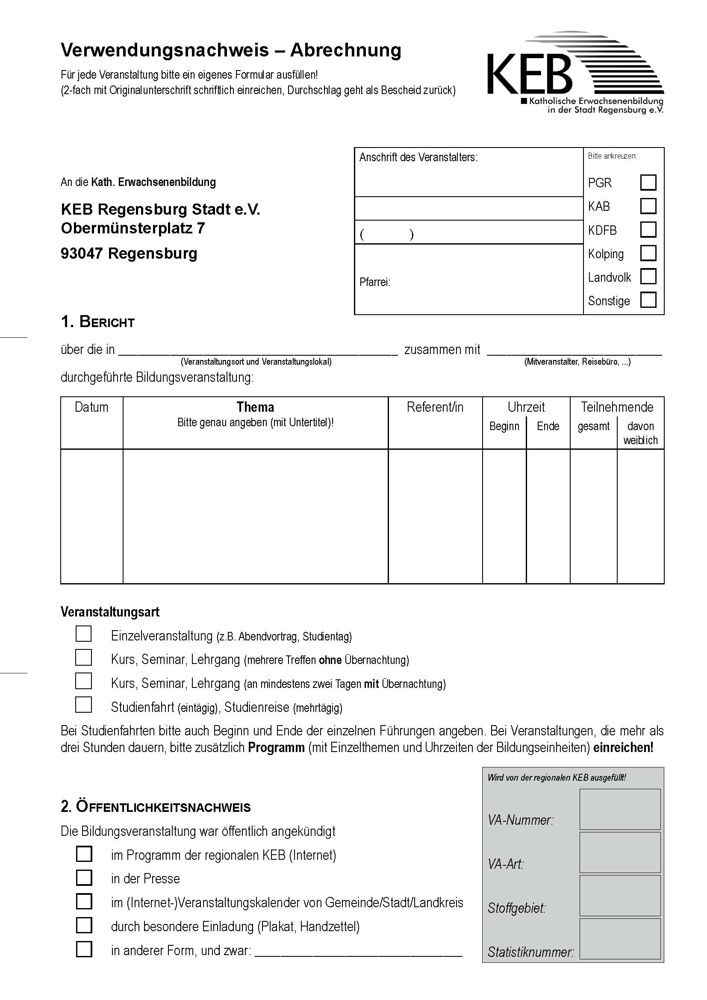 Verwendungsnachweis – Abrechnung
Für jede Veranstaltung bitte ein eigenes Formular ausfüllen!
(2-fach mit Originalunterschrift schriftlich einreichen, Durchschlag geht als Bescheid zurück)
KEB
Katholische Erwachsenenbildung
in der Stadt Regensburg e.V.
An die Kath. Erwachsenenbildung
KEB Regensburg Stadt e.V.
Obermünsterplatz 7
93047 Regensburg
Anschrift des Veranstalters:
( )
Pfarrei:
Bitte ankreuzen:
PGR
KAB
KDFB
Kolping
Landvolk
Sonstige
1. BERICHT
über die in ______________________ zusammen mit ______________________
(Veranstaltungsort und Veranstaltungslokal) (Mitveranstalter, Reisebüro, ...)
durchgeführte Bildungsveranstaltung:
Datum Thema Referent/in Uhrzeit Teilnehmende
Bitte genau angeben (mit Untertitel)! Beginn Ende gesamt davon
weiblich
Veranstaltungsart
Einzelveranstaltung (z.B. Abendvortrag, Studientag)
Kurs, Seminar, Lehrgang (mehrere Treffen ohne Übernachtung)
Kurs, Seminar, Lehrgang (an mindestens zwei Tagen mit Übernachtung)
Studienfahrt (eintägig), Studienreise (mehrtägig)
Bei Studienfahrten bitte auch Beginn und Ende der einzelnen Führungen angeben. Bei Veranstaltungen, die mehr als
drei Stunden dauern, bitte zusätzlich Programm (mit Einzelthemen und Uhrzeiten der Bildungseinheiten) einreichen!
2. ÖFFENTLICHKEITSNACHWEIS
Die Bildungsveranstaltung war öffentlich angekündigt
im Programm der regionalen KEB (Internet)
in der Presse
im (Internet-)Veranstaltungskalender von Gemeinde/Stadt/Landkreis
durch besondere Einladung (Plakat, Handzettel)
in anderer Form, und zwar: ______________________
Wird von der regionalen KEB ausgefüllt!
VA-Nummer:
VA-Art:
Stoffgebiet:
Statistiknummer: